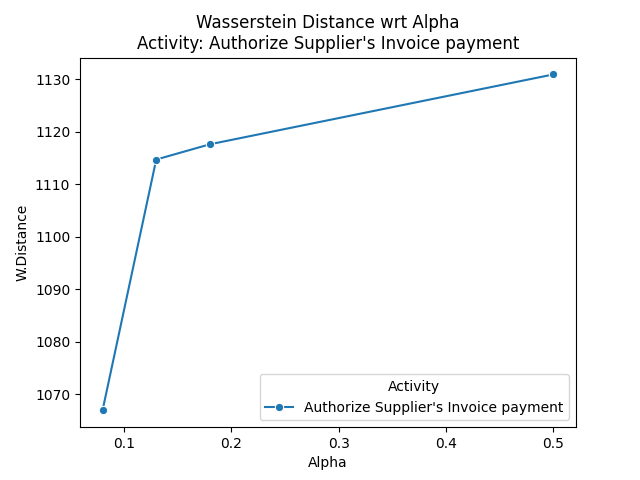 Wasserstein Distance wrt Alpha
Activity: Authorize Supplier's Invoice payment
1130
1120
1110
1100
1090
1080
1070
W.Distance
Activity
Authorize Supplier's Invoice payment
0.1
0.2
0.3
0.4
0.5
Alpha